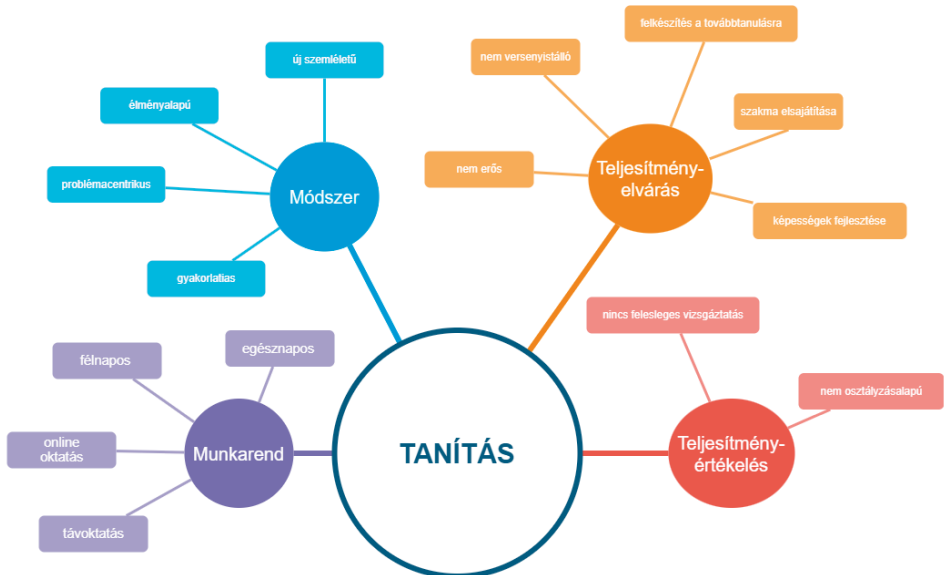 új szemléletű
élményalapú
problémacentrikus
gyakorlatias
Módszer
felkészítés a továbbtanulásra
nem versenyistálló
szakma elsajátítása
nem erős
képességek fejlesztése
Teljesítmény-
elvárás
egésznapos
félnapos
online
oktatás
távoktatás
Munkarend
TANÍTÁS
nincs felesleges vizsgáztatás
nem osztályzásalapú
Teljesítmény-
értékelés